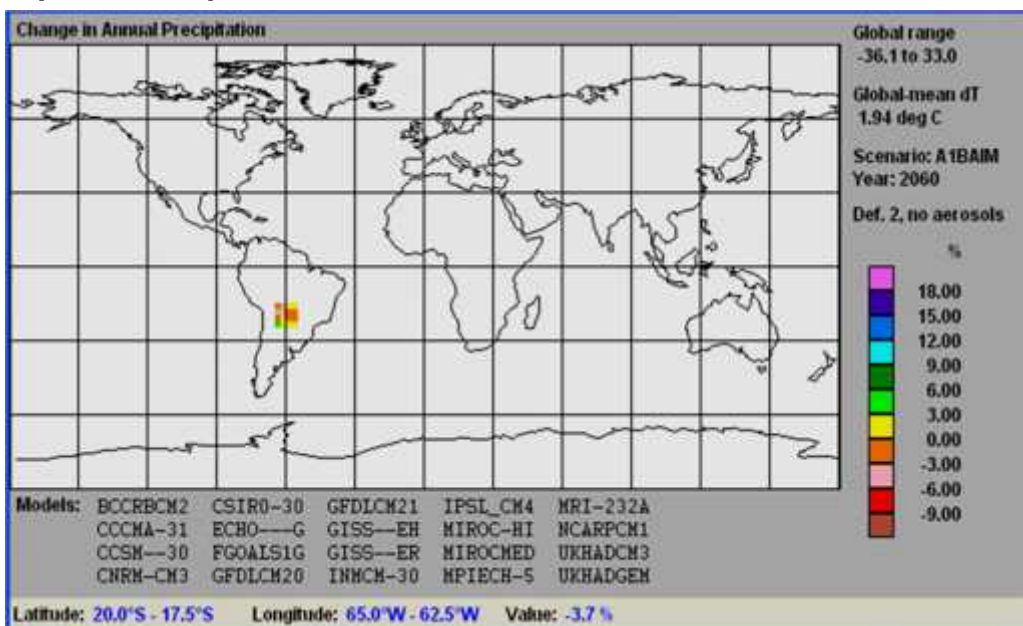 Change in Annual Precipitation
Global range
-36.1 to 33.0
Global-mean dT
1.94 deg C
Scenario: A1BAIM
Year: 2060
Def. 2, no aerosols
%
18.00
15.00
12.00
9.00
6.00
3.00
0.00
-3.00
-6.00
-9.00
Models: BCCRBCM2 CSIRO-30 GFDLCM21 IPSL_CM4 MRI-232A
CCCMA-31 ECHO---G GISS--EH MIROC-HI NCARPCM1
CCSM--30 FGOALS1G GISS--ER MIROCMED UKHADCM3
CNRM-CM3 GFDLCM20 INMCM-30 MPIECH-5 UKHADGEM
Latitude: 20.0°S - 17.5°S Longitude: 65.0°W - 62.5°W Value: -3.7 %